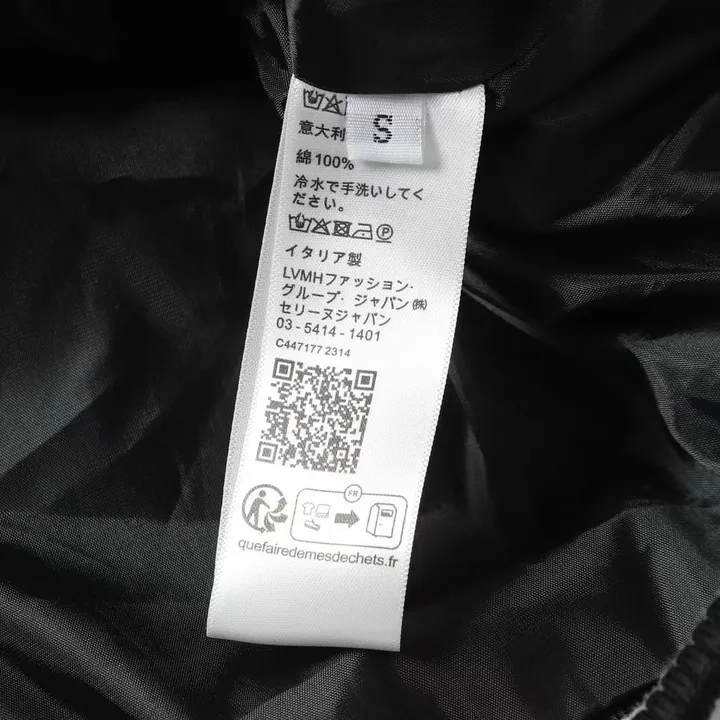 S
意大利
綿100%
冷水で手洗いしてく
ださい。
イタリア製
LVMHファッション・
グループ・ジャパン㈱
セリーヌジャパン
03-5414-1401
C447177 2314
FR
quefairedemesdechets.fr